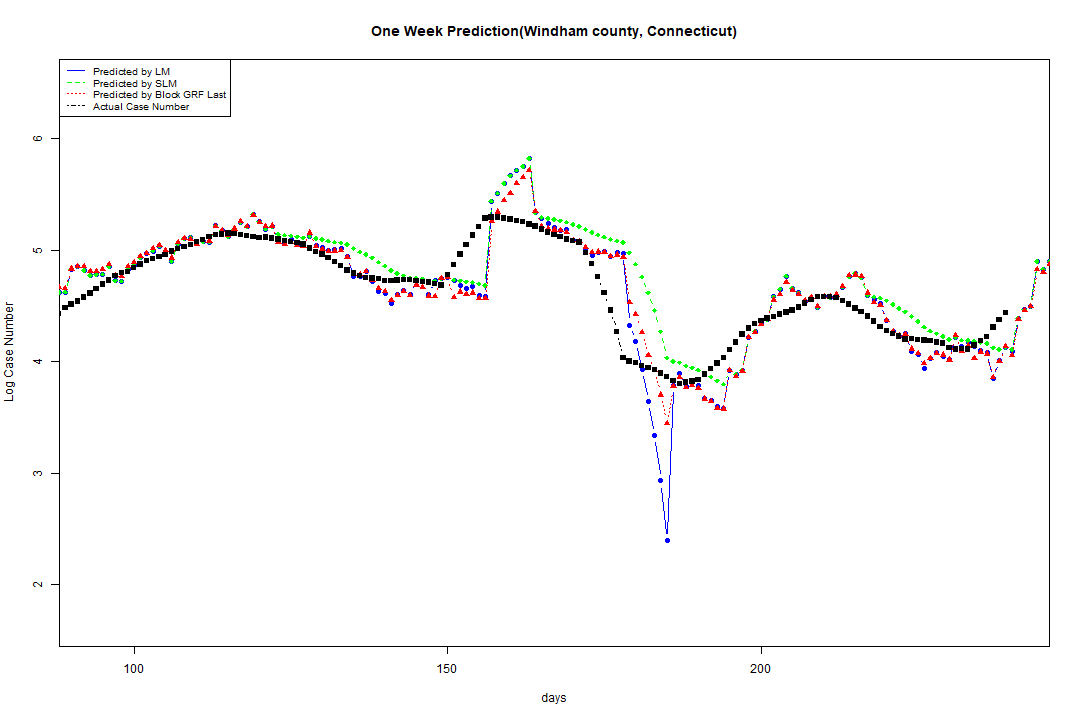 One Week Prediction(Windham county, Connecticut)
Predicted by LM
Predicted by SLM
Predicted by Block GRF Last
Actual Case Number
6
5
4
3
2
Log Case Number
100 150 200
days